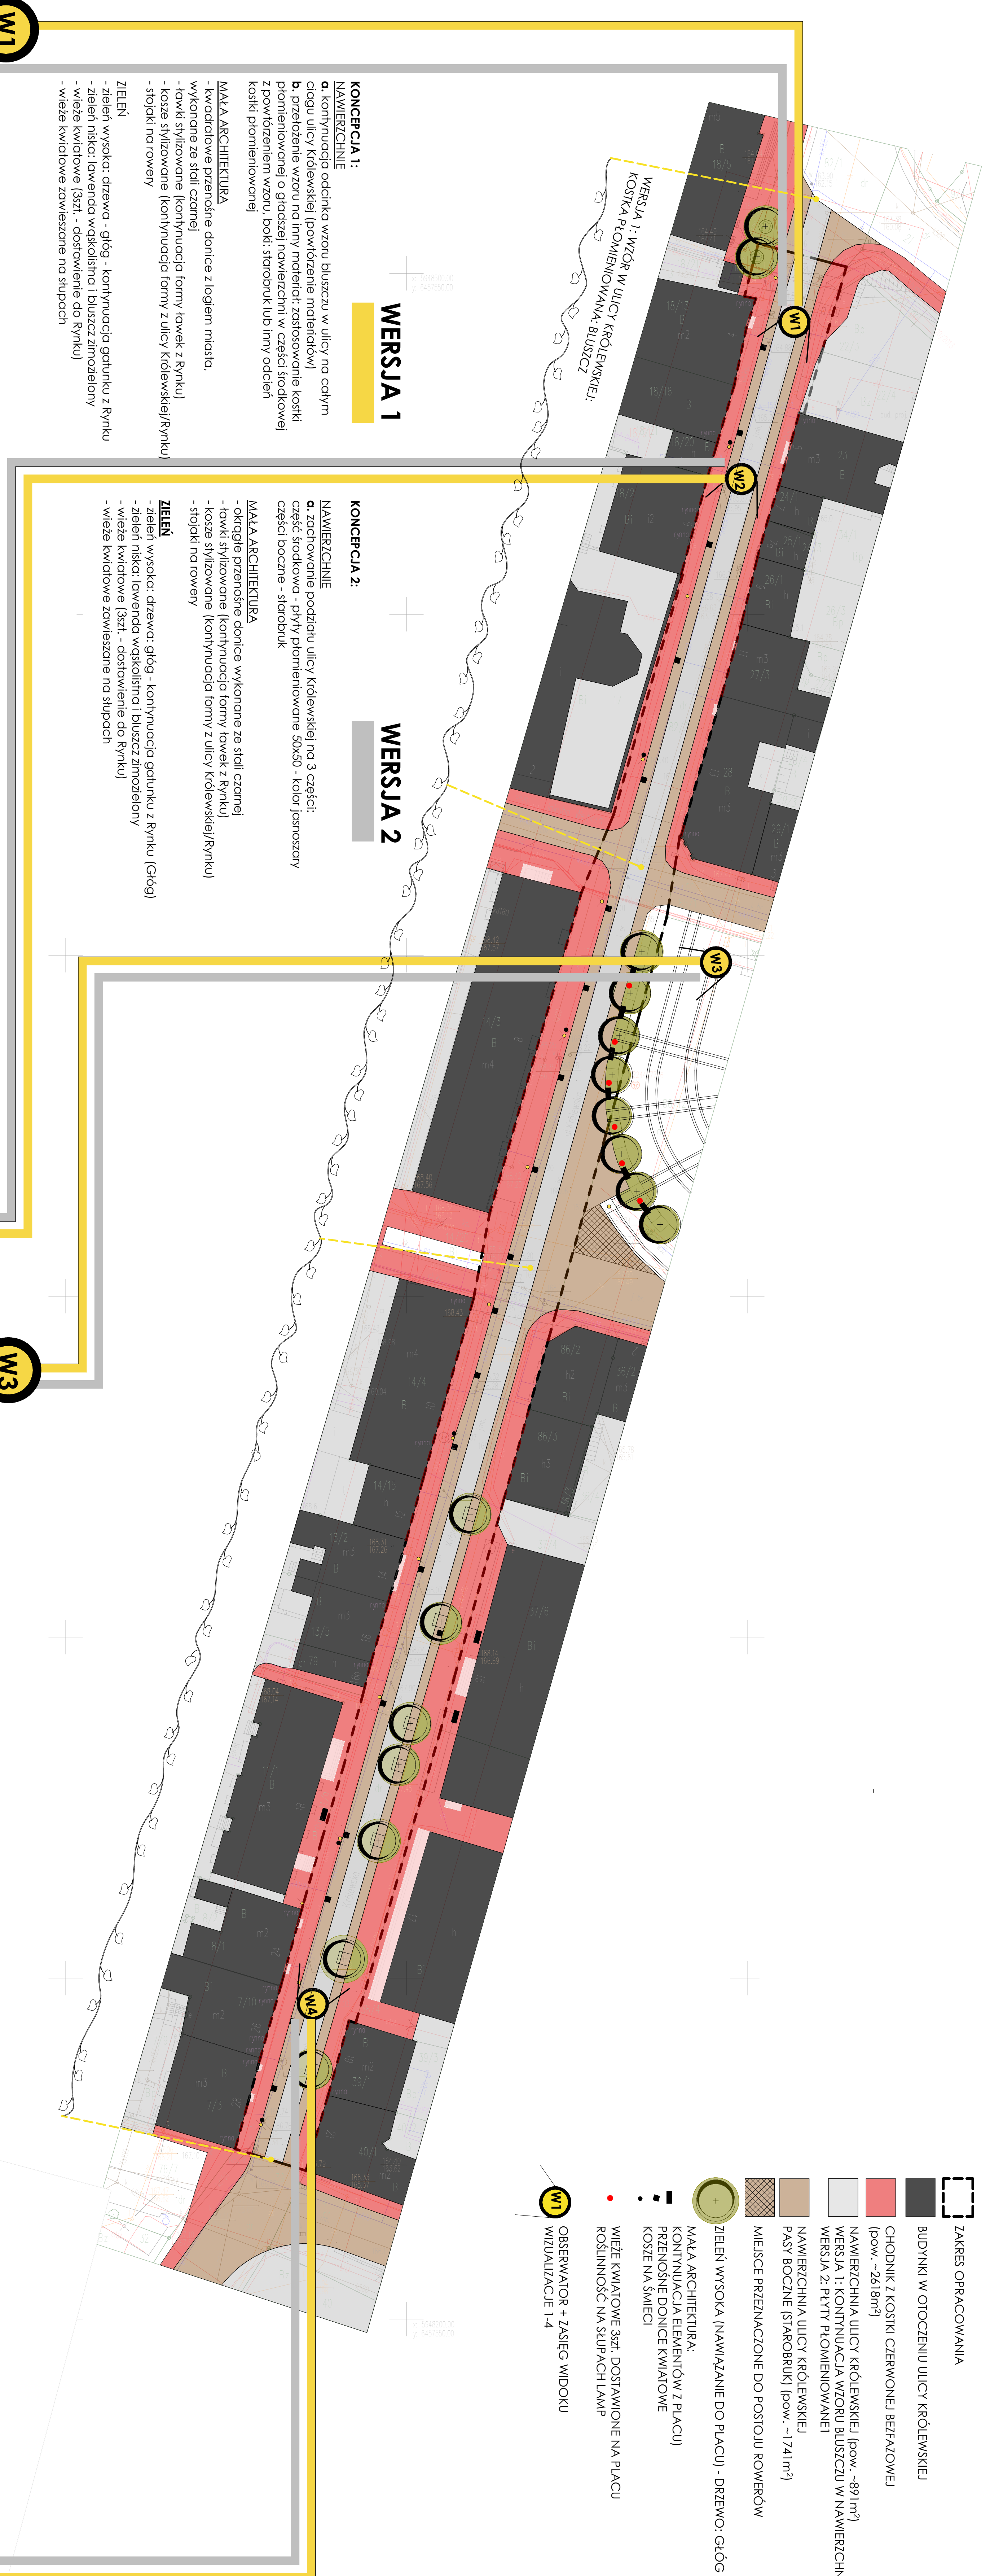 WERSJA 1
KONCEPCJA 1:
NAWIERZCHNIE
a. kontynuacja odcinka wzoru bluszczu w ulicy na całym
ciagu ulicy Królewskiej (powtórzenie materiałów)
b. przełożenie wzoru na inny materiał: zastosowanie kostki
płomieniowanej o gładszej nawierzchni w części środkowej
z powtórzeniem wzoru, boki: starobruk lub inny odcień
kostki płomieniowanej
MAŁA ARCHITEKTURA
- kwadratowe przenośne donice z logiem miasta,
wykonane ze stali czarnej
- ławki stylizowane (kontynuacja formy ławek z Rynku)
- kosze stylizowane (kontynuacja formy z ulicy Królewskiej/Rynku)
- stojaki na rowery
ZIELEŃ
- zieleń wysoka: drzewa - głóg - kontynuacja gatunku z Rynku
- zieleń niska: lawenda wąskolistna i bluszcz zimozielony
- wieże kwiatowe (3szt. - dostawienie do Rynku)
- wieże kwiatowe zawieszane na słupach
WERSJA 2
KONCEPCJA 2:
NAWIERZCHNIE
a. zachowanie podziału ulicy Królewskiej na 3 części:
część środkowa - płyty płomieniowane 50x50 - kolor jasnoszary
części boczne - starobruk
MAŁA ARCHITEKTURA
- okrągłe przenośne donice wykonane ze stali czarnej
- ławki stylizowane (kontynuacja formy ławek z Rynku)
- kosze stylizowane (kontynuacja formy z ulicy Królewskiej/Rynku)
- stojaki na rowery
ZIELEŃ
- zieleń wysoka: drzewa: głóg - kontynuacja gatunku z Rynku (Głóg)
- zieleń niska: lawenda wąskolistna i bluszcz zimozielony
- wieże kwiatowe (3szt. - dostawienie do Rynku)
- wieże kwiatowe zawieszane na słupach
WERSJA 1: WZÓR W ULICY KRÓLEWSKIEJ:
KOSTKA PŁOMIENIOWANA: BLUSZCZ
W1
W2
W3
W4
W1
W3
ZAKRES OPRACOWANIA
BUDYNKI W OTOCZENIU ULICY KRÓLEWSKIEJ
CHODNIK Z KOSTKI CZERWONEJ BEZFAZOWEJ
(pow. ~2618m²)
NAWIERZCHNIA ULICY KRÓLEWSKIEJ (pow. ~891m²)
WERSJA 1: KONTYNUACJA WZORU BLUSZCZU W NAWIERZCHN
WERSJA 2: PŁYTY PŁOMIENIOWANE1
NAWIERZCHNIA ULICY KRÓLEWSKIEJ
PASY BOCZNE (STAROBRUK) (pow. ~1741m²)
MIEJSCE PRZEZNACZONE DO POSTOJU ROWERÓW
ZIELEŃ WYSOKA (NAWIĄZANIE DO PLACU) - DRZEWO: GŁÓG
MAŁA ARCHITEKTURA:
KONTYNUACJA ELEMENTÓW Z PLACU)
PRZENOŚNE DONICE KWIATOWE
KOSZE NA ŚMIECI
WIEŻE KWIATOWE 3szt. DOSTAWIONE NA PLACU
ROŚLINNOŚĆ NA SŁUPACH LAMP
W1
OBSERWATOR + ZASIĘG WIDOKU
WIZUALIZACJE 1-4